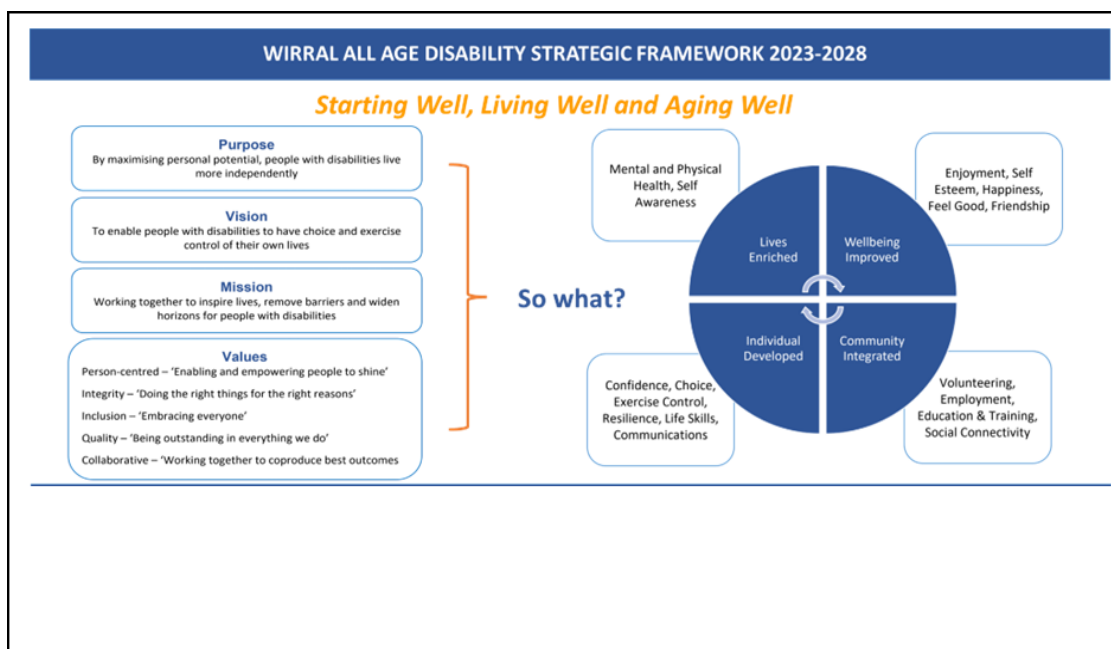 WIRRAL ALL AGE DISABILITY STRATEGIC FRAMEWORK 2023-2028
Starting Well, Living Well and Aging Well
Purpose
By maximising personal potential, people with disabilities live
more independently
Vision
To enable people with disabilities to have choice and exercise
control of their own lives
Mission
Working together to inspire lives, remove barriers and widen
horizons for people with disabilities
Values
Person-centred – ‘Enabling and empowering people to shine’
Integrity – ‘Doing the right things for the right reasons’
Inclusion – ‘Embracing everyone’
Quality – ‘Being outstanding in everything we do’
Collaborative – ‘Working together to coproduce best outcomes
So what?
Mental and Physical
Health, Self
Awareness
Enjoyment, Self
Esteem, Happiness,
Feel Good, Friendship
Lives
Enriched
Wellbeing
Improved
Individual
Developed
Community
Integrated
Confidence, Choice,
Exercise Control,
Resilience, Life Skills,
Communications
Volunteering,
Employment,
Education & Training,
Social Connectivity